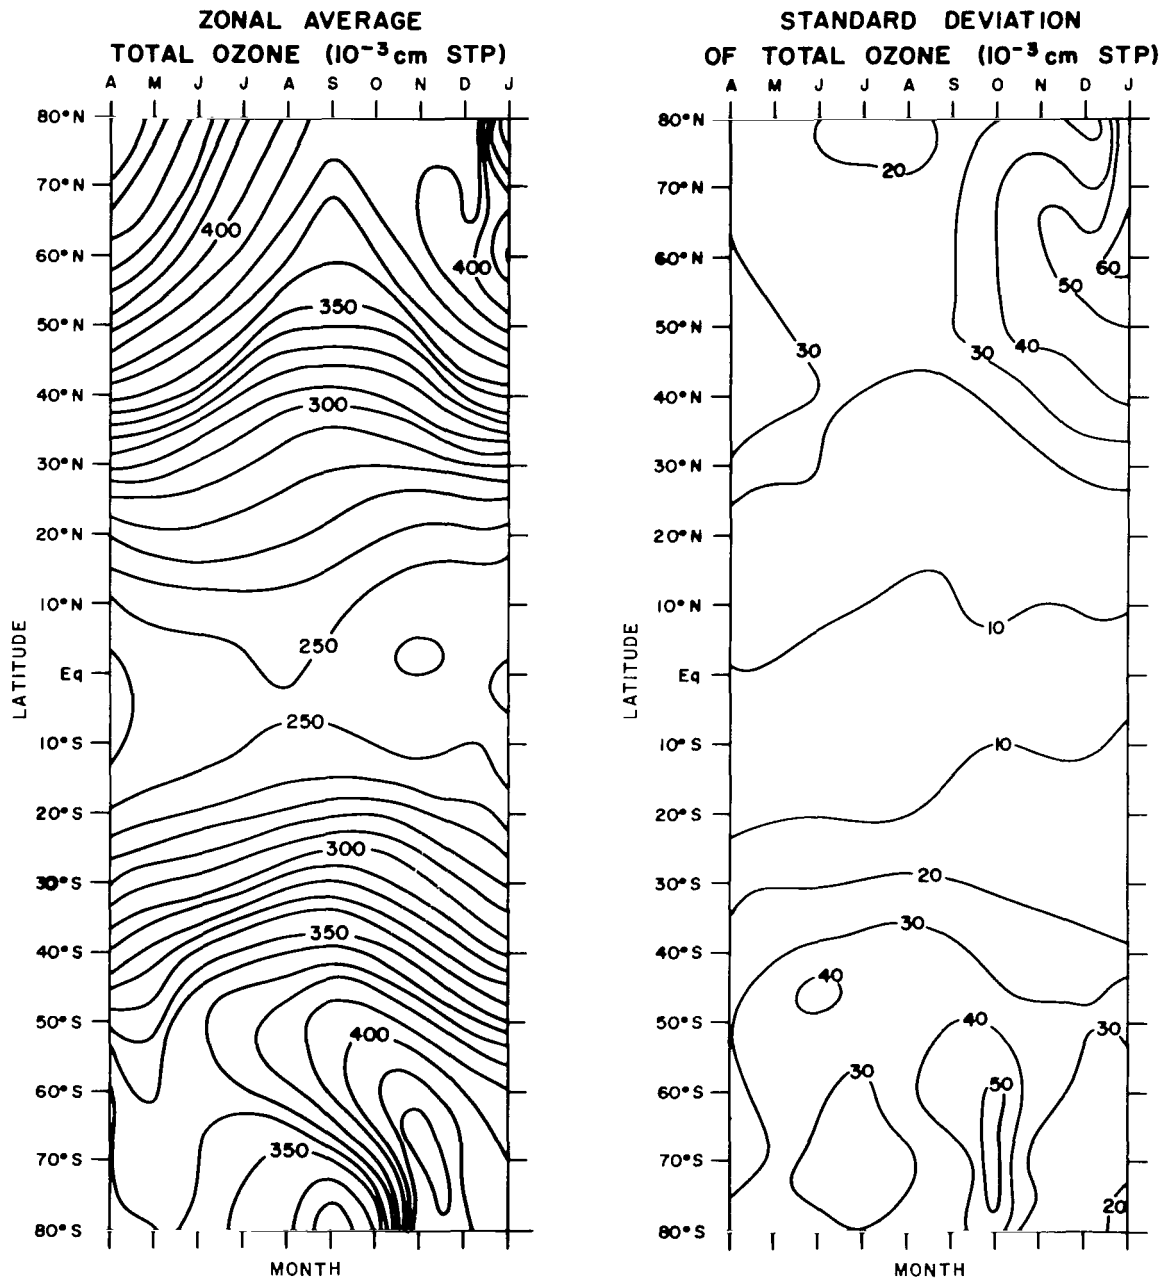 ZONAL AVERAGE
TOTAL OZONE (10⁻³ cm STP)
A M J J A S O N D J
80°N
70°N
60°N
50°N
40°N
30°N
20°N
10°N
Eq
10°S
20°S
30°S
40°S
50°S
60°S
70°S
80°S
LATITUDE
400
400
350
300
250
250
300
350
400
350
MONTH
STANDARD DEVIATION
OF TOTAL OZONE (10⁻³ cm STP)
A M J J A S O N D J
80°N
70°N
60°N
50°N
40°N
30°N
20°N
10°N
Eq
10°S
20°S
30°S
40°S
50°S
60°S
70°S
80°S
LATITUDE
20
60
50
30
30
40
10
10
20
30
40
40
30
30
50
20
MONTH